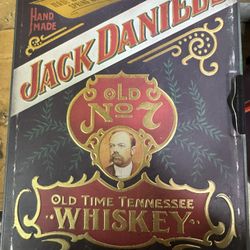 HAND
MADE
JACK DANIEL
OLD
No 7
OLD TIME TENNESSEE
WHISKEY